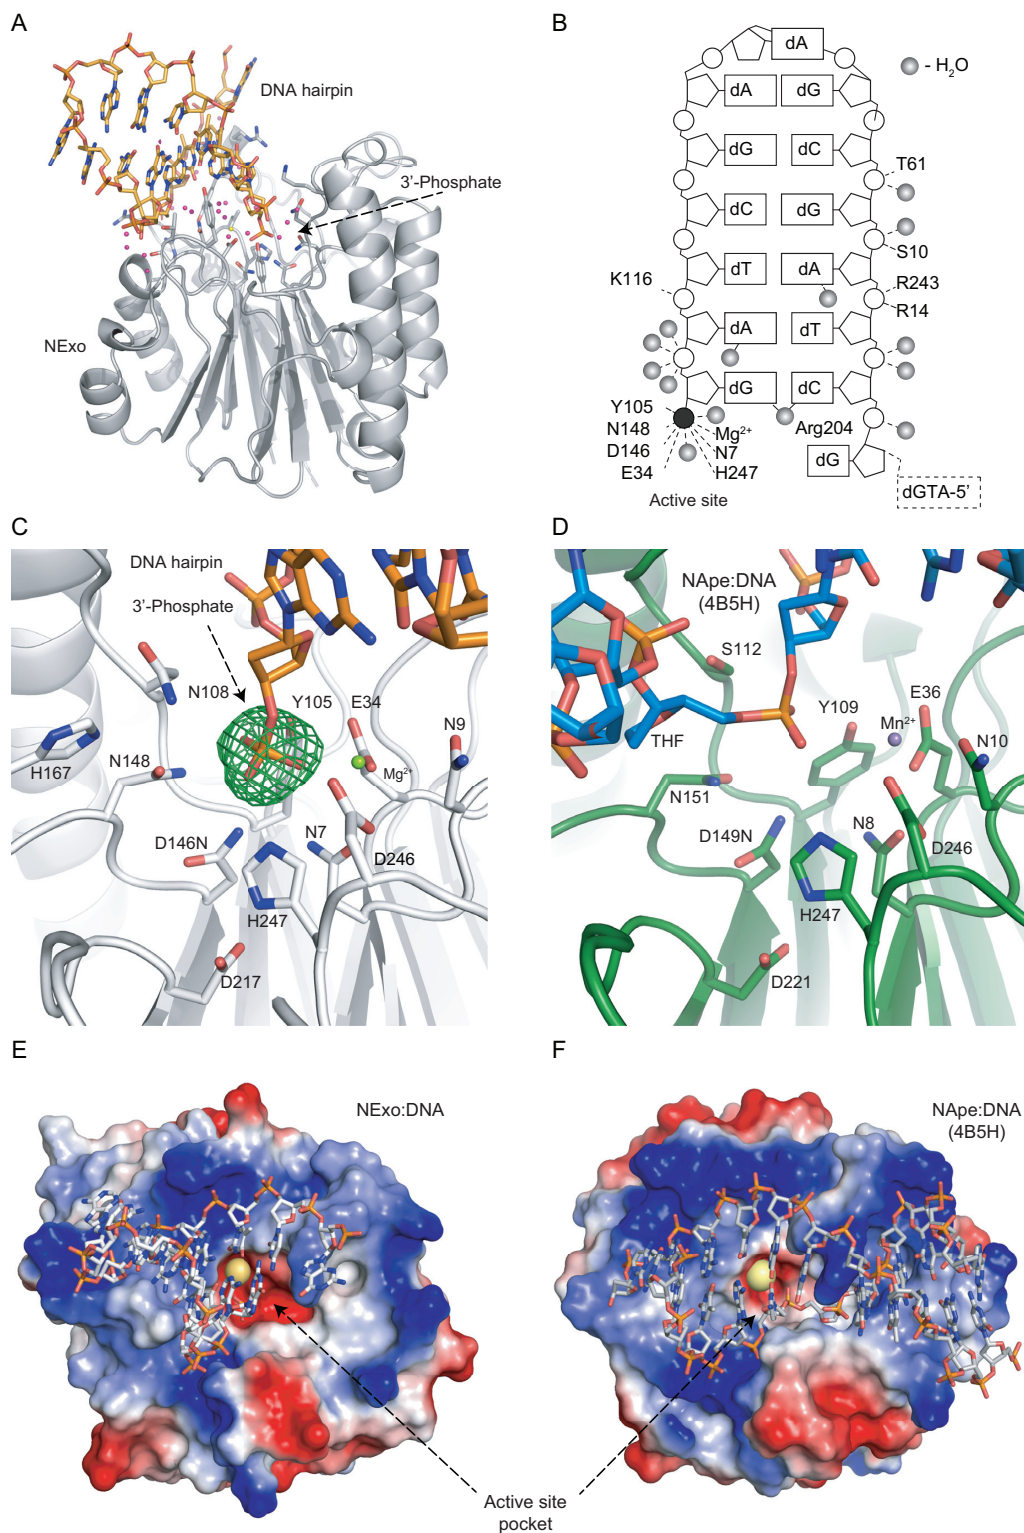 A
DNA hairpin
3'-Phosphate
NExo
B
dA
- H2O
dA dG
dG dC
T61
dC dG
S10
K116 dT dA R243
R14
dA dT
dG dC
Y105
N148 Mg2+ Arg204
D146 N7
E34 H247 dG
Active site
dGTA-5'
C
DNA hairpin
3'-Phosphate
N108 Y105 E34
N9
H167 N148 Mg2+
D146N N7
D246
H247
D217
D
NApe:DNA
(4B5H)
S112
E36
Y109 Mn2+
THF N10
N151
D149N N8
D246
H247
D221
E
NExo:DNA
F
NApe:DNA
(4B5H)
Active site
pocket